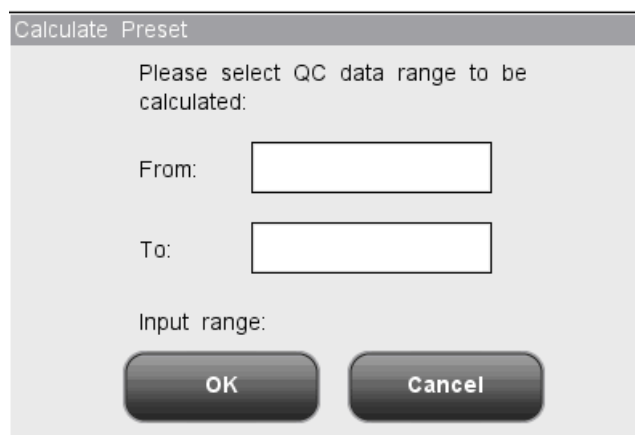 Calculate Preset
Please select QC data range to be
calculated:
From:
To:
Input range:
OK
Cancel